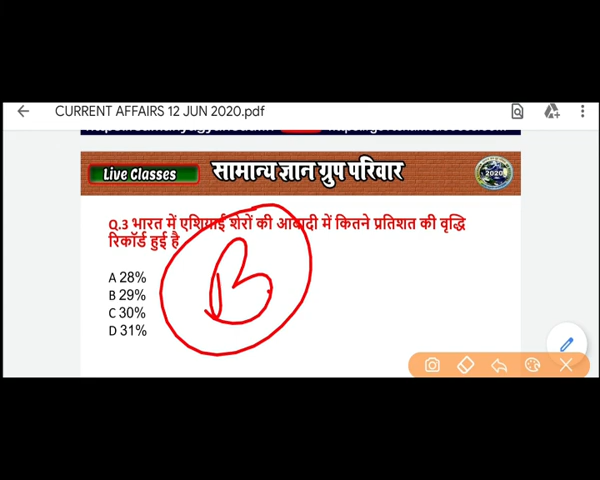 CURRENT AFFAIRS 12 JUN 2020.pdf
Live Classes
सामान्य ज्ञान ग्रुप परिवार
2020
Q.3 भारत में एशियाई शेरों की आबादी में कितने प्रतिशत की वृद्धि
रिकॉर्ड हुई है
A 28%
B 29%
C 30%
D 31%
B